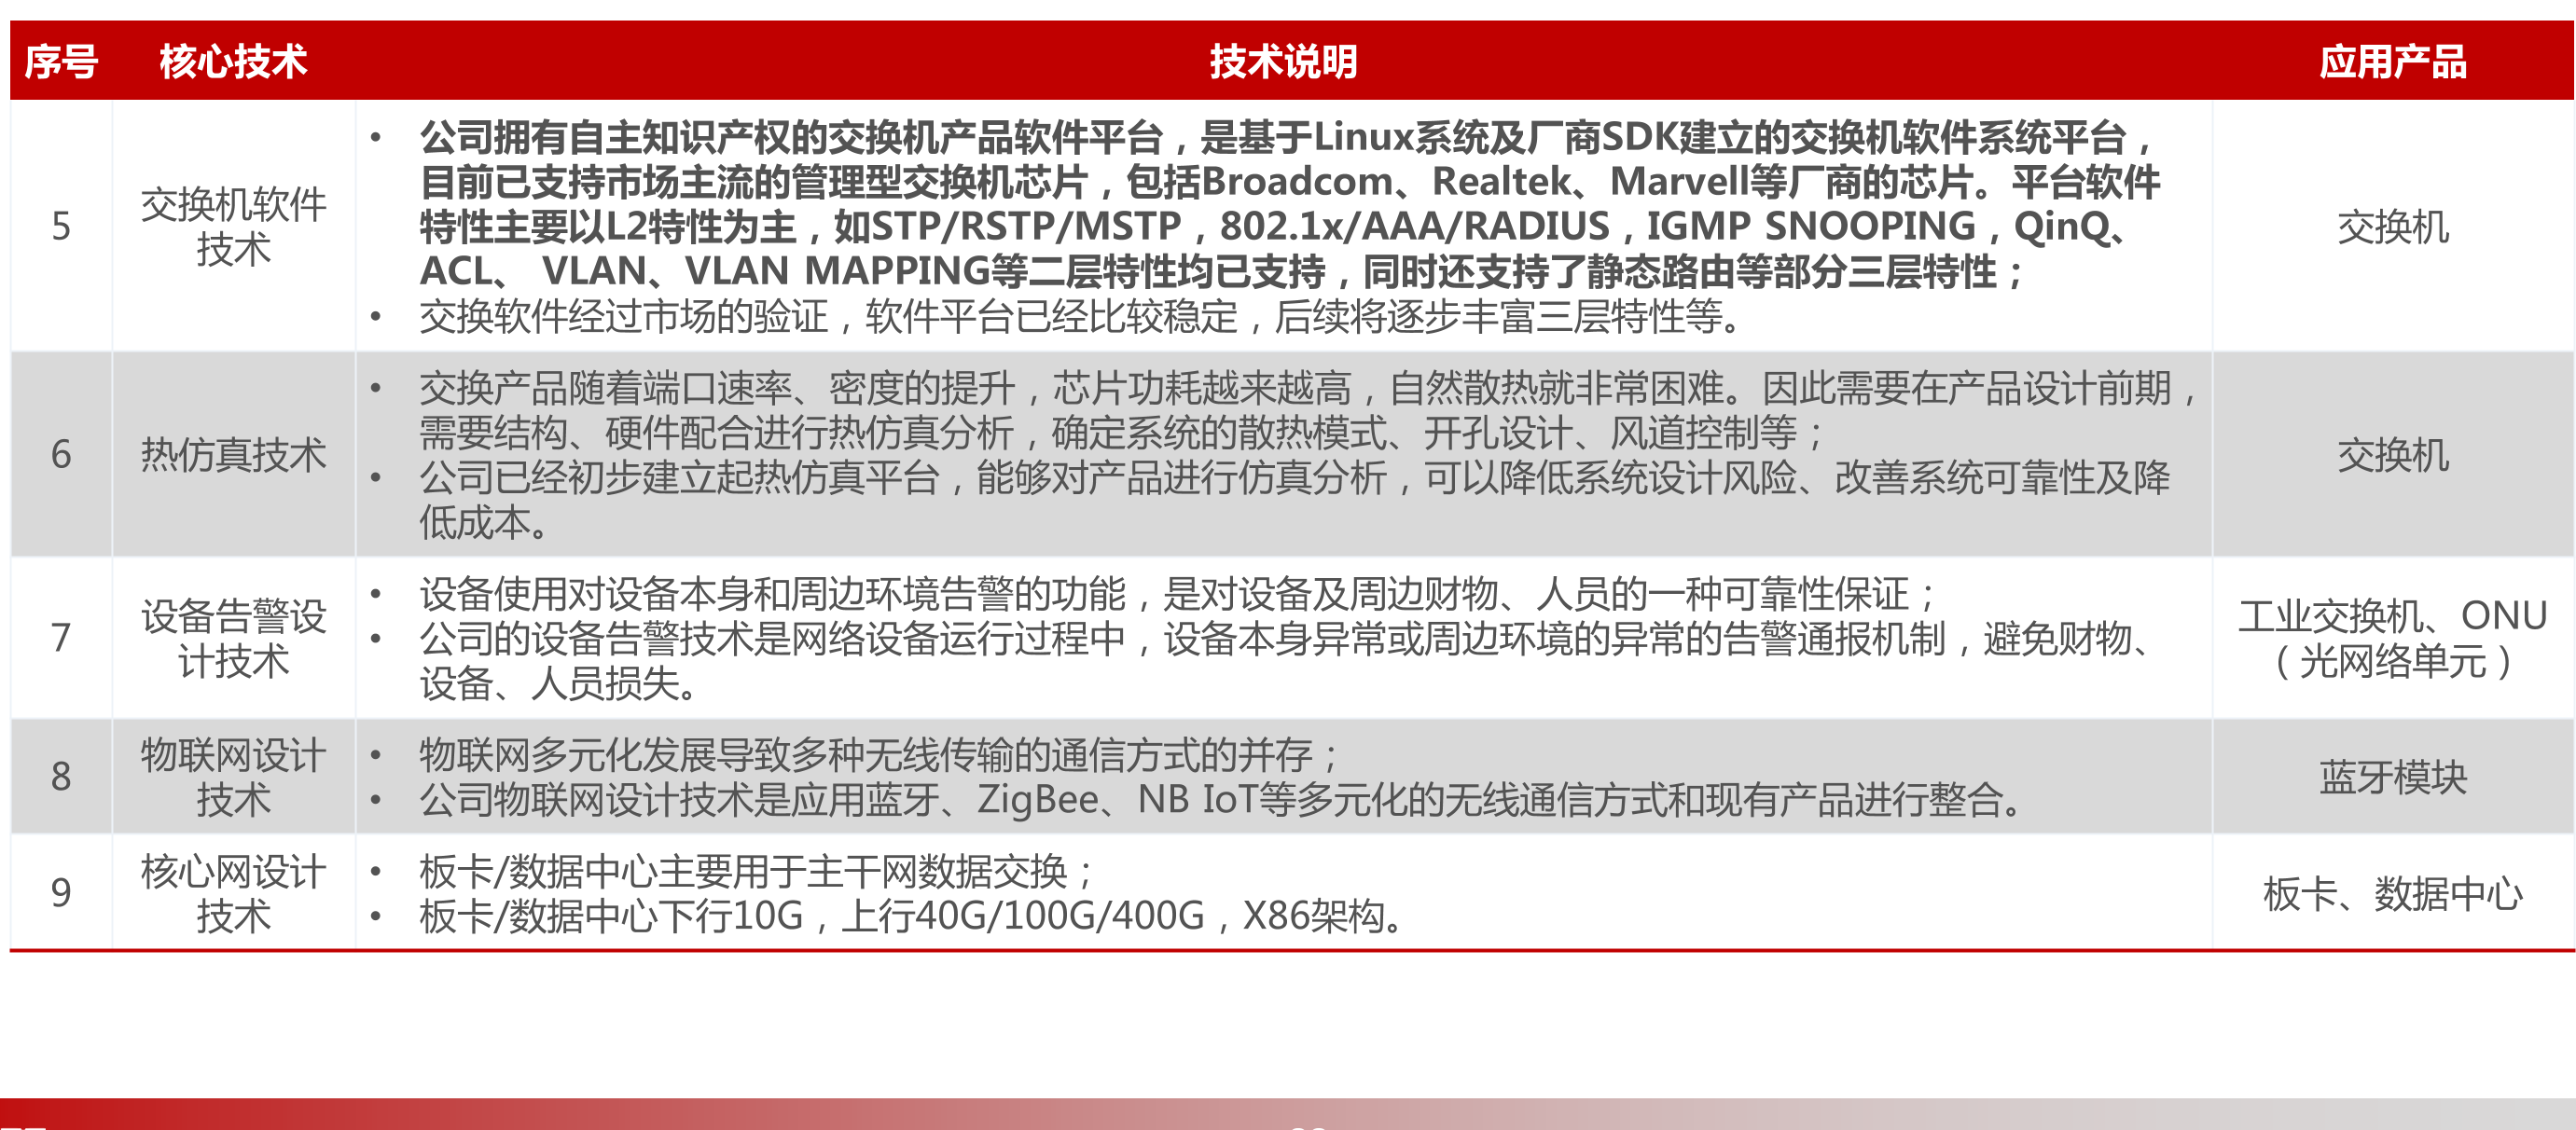 序号 核心技术 技术说明 应用产品
5
交换机软件
技术
• 公司拥有自主知识产权的交换机产品软件平台，是基于Linux系统及厂商SDK建立的交换机软件系统平台，
目前已支持市场主流的管理型交换机芯片，包括Broadcom、Realtek、Marvell等厂商的芯片。平台软件
特性主要以L2特性为主，如STP/RSTP/MSTP，802.1x/AAA/RADIUS，IGMP SNOOPING，QinQ、
ACL、 VLAN、VLAN MAPPING等二层特性均已支持，同时还支持了静态路由等部分三层特性；
• 交换软件经过市场的验证，软件平台已经比较稳定，后续将逐步丰富三层特性等。
交换机
6
热仿真技术
• 交换产品随着端口速率、密度的提升，芯片功耗越来越高，自然散热就非常困难。因此需要在产品设计前期，
需要结构、硬件配合进行热仿真分析，确定系统的散热模式、开孔设计、风道控制等；
• 公司已经初步建立起热仿真平台，能够对产品进行仿真分析，可以降低系统设计风险、改善系统可靠性及降
低成本。
交换机
7
设备告警设
计技术
• 设备使用对设备本身和周边环境告警的功能，是对设备及周边财物、人员的一种可靠性保证；
• 公司的设备告警技术是网络设备运行过程中，设备本身异常或周边环境的异常的告警通报机制，避免财物、
设备、人员损失。
工业交换机、ONU
（光网络单元）
8
物联网设计
技术
• 物联网多元化发展导致多种无线传输的通信方式的并存；
• 公司物联网设计技术是应用蓝牙、ZigBee、NB IoT等多元化的无线通信方式和现有产品进行整合。
蓝牙模块
9
核心网设计
技术
• 板卡/数据中心主要用于主干网数据交换；
• 板卡/数据中心下行10G，上行40G/100G/400G，X86架构。
板卡、数据中心